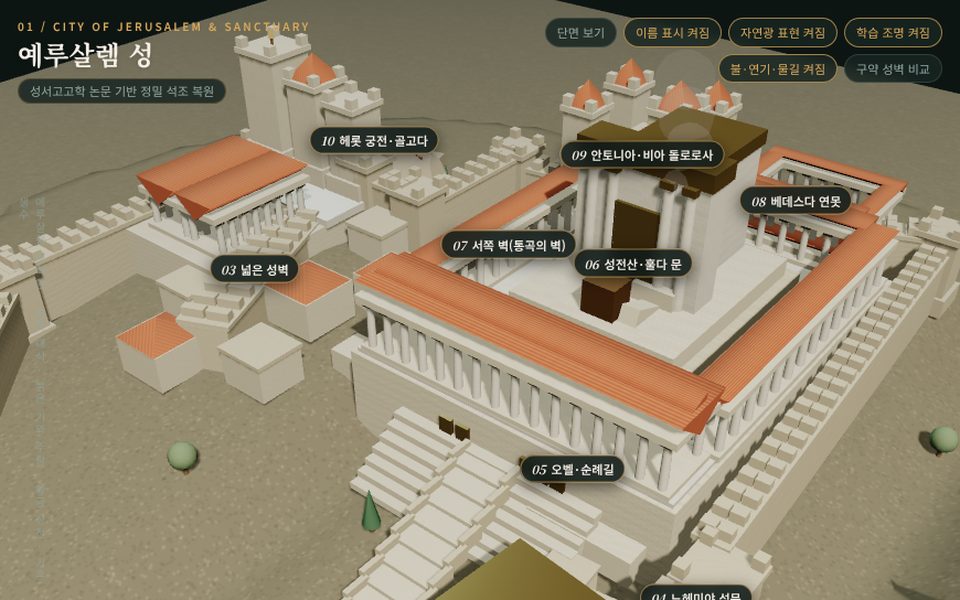 01 / CITY OF JERUSALEM & SANCTUARY
예루살렘 성
성서고고학 논문 기반 정밀 석조 복원
단면 보기
이름 표시 켜짐
자연광 표현 켜짐
학습 조명 켜짐
불·연기·물길 켜짐
구약 성벽 비교
10 헤롯 궁전·골고다
09 안토니아·비아 돌로로사
08 베데스다 연못
07 서쪽 벽(통곡의 벽)
06 성전산·훌다 문
03 넓은 성벽
05 오벨·순례길